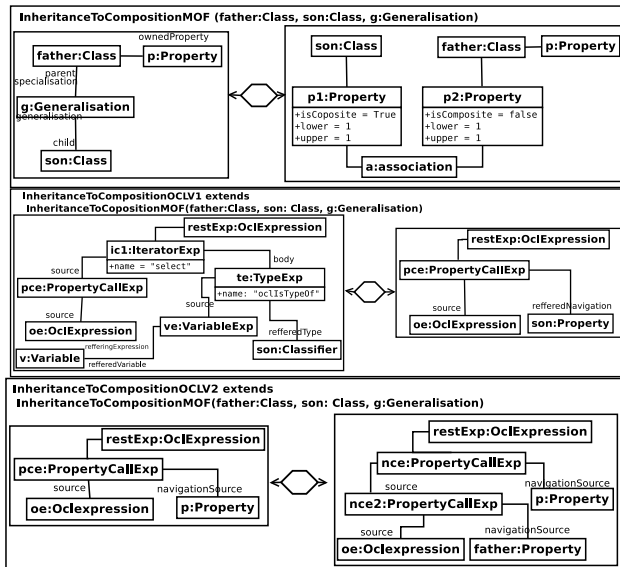 InheritanceToCompositionMOF (father:Class, son:Class, g:Generalisation)
ownedProperty
father:Class
p:Property
parent
specialisation
g:Generalisation
generalisation
child
son:Class
son:Class
father:Class
p:Property
p1:Property
+isCoposite = True
+lower = 1
+upper = 1
p2:Property
+isComposite = false
+lower = 1
+upper = 1
a:association
InheritanceToCompositionOCLV1 extends
InheritanceToCopositionMOF(father:Class, son: Class, g:Generalisation)
restExp:OclExpression
ic1:IteratorExp
+name = "select"
source
body
pce:PropertyCallExp
te:TypeExp
+name: "oclIsTypeOf"
source
source
oe:OclExpression
ve:VariableExp
refferedType
refferingExpression
v:Variable
refferedVariable
son:Classifier
restExp:OclExpression
pce:PropertyCallExp
source
refferedNavigation
oe:OclExpression
son:Property
InheritanceToCompositionOCLV2 extends
InheritanceToCompositionMOF(father:Class, son: Class, g:Generalisation)
restExp:OclExpression
pce:PropertyCallExp
source
navigationSource
oe:Oclexpression
p:Property
restExp:OclExpression
nce:PropertyCallExp
source
navigationSource
nce2:PropertyCallExp
p:Property
source
navigationSource
oe:Oclexpression
father:Property